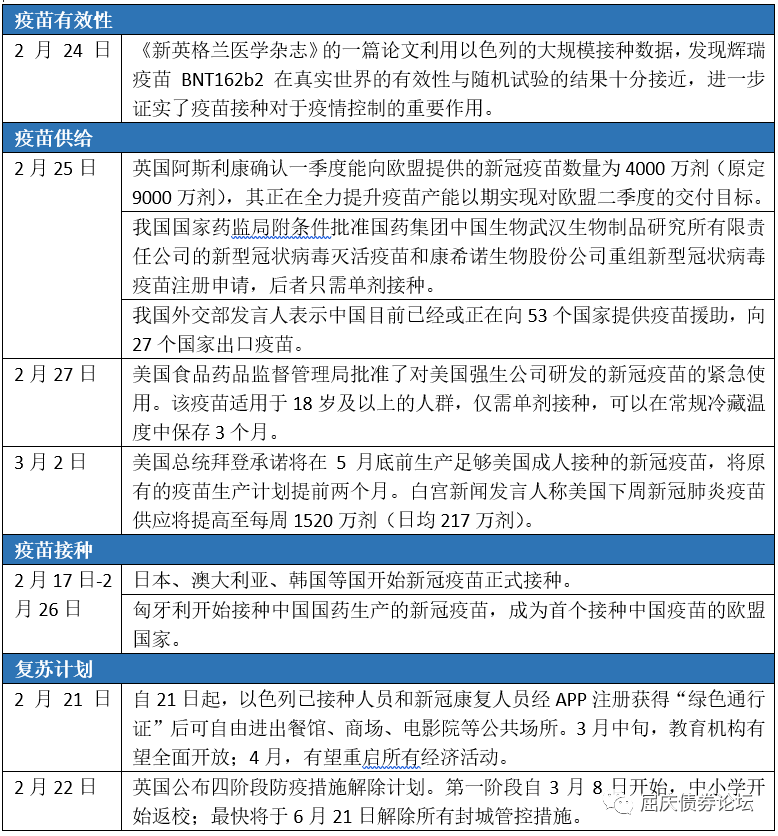 疫苗有效性
2 月 24 日
《新英格兰医学杂志》的一篇论文利用以色列的大规模接种数据，发现辉瑞
疫苗 BNT162b2 在真实世界的有效性与随机试验的结果十分接近，进一步
证实了疫苗接种对于疫情控制的重要作用。
疫苗供给
2 月 25 日
英国阿斯利康确认一季度能向欧盟提供的新冠疫苗数量为 4000 万剂（原定
9000 万剂），其正在全力提升疫苗产能以期实现对欧盟二季度的交付目标。
我国国家药监局附条件批准国药集团中国生物武汉生物制品研究所有限责
任公司的新型冠状病毒灭活疫苗和康希诺生物股份公司重组新型冠状病毒
疫苗注册申请，后者只需单剂接种。
我国外交部发言人表示中国目前已经或正在向 53 个国家提供疫苗援助，向
27 个国家出口疫苗。
2 月 27 日
美国食品药品监督管理局批准了对美国强生公司研发的新冠疫苗的紧急使
用。该疫苗适用于 18 岁及以上的人群，仅需单剂接种，可以在常规冷藏温
度中保存 3 个月。
3 月 2 日
美国总统拜登承诺将在 5 月底前生产足够美国成人接种的新冠疫苗，将原
有的疫苗生产计划提前两个月。白宫新闻发言人称美国下周新冠肺炎疫苗
供应将提高至每周 1520 万剂（日均 217 万剂）。
疫苗接种
2 月 17 日-2
月 26 日
日本、澳大利亚、韩国等国开始新冠疫苗正式接种。
匈牙利开始接种中国国药生产的新冠疫苗，成为首个接种中国疫苗的欧盟
国家。
复苏计划
2 月 21 日
自 21 日起，以色列已接种人员和新冠康复人员经 APP 注册获得“绿色通行
证”后可自由进出餐馆、商场、电影院等公共场所。3 月中旬，教育机构有
望全面开放；4 月，有望重启所有经济活动。
2 月 22 日
英国公布四阶段防疫措施解除计划。第一阶段自 3 月 8 日开始，中小学开
始返校；最快将于 6 月 21 日解除所有封城管控措施。
屈庆债券论坛